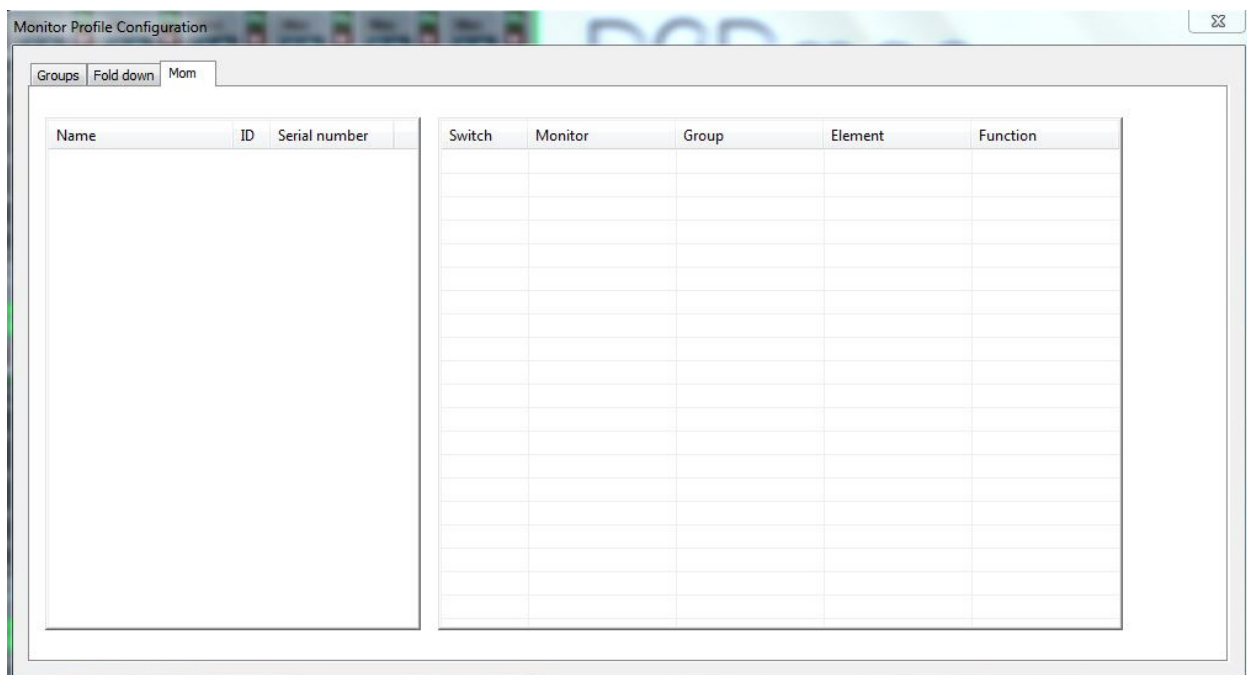 Monitor Profile Configuration
Groups Fold down Mom
Name ID Serial number Switch Monitor Group Element Function